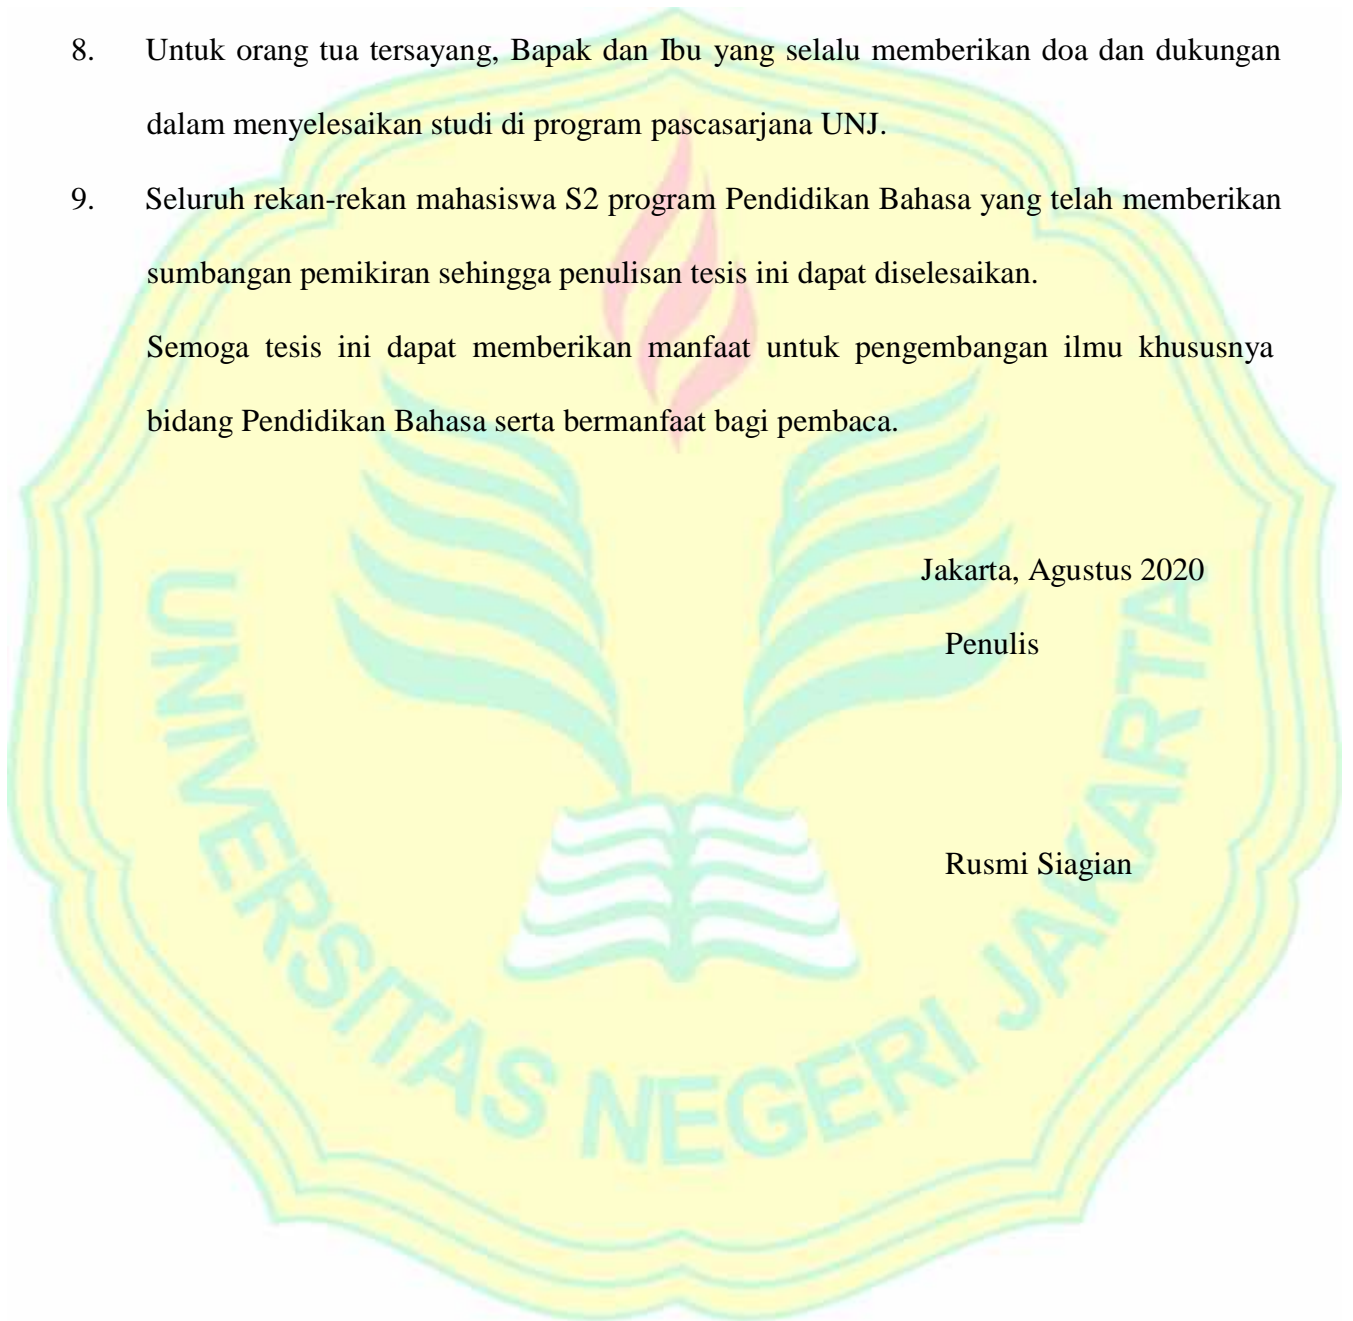 8. Untuk orang tua tersayang, Bapak dan Ibu yang selalu memberikan doa dan dukungan
dalam menyelesaikan studi di program pascasarjana UNJ.
9. Seluruh rekan-rekan mahasiswa S2 program Pendidikan Bahasa yang telah memberikan
sumbangan pemikiran sehingga penulisan tesis ini dapat diselesaikan.
Semoga tesis ini dapat memberikan manfaat untuk pengembangan ilmu khususnya
bidang Pendidikan Bahasa serta bermanfaat bagi pembaca.
Jakarta, Agustus 2020
Penulis
Rusmi Siagian
UNIVERSITAS NEGERI JAKARTA